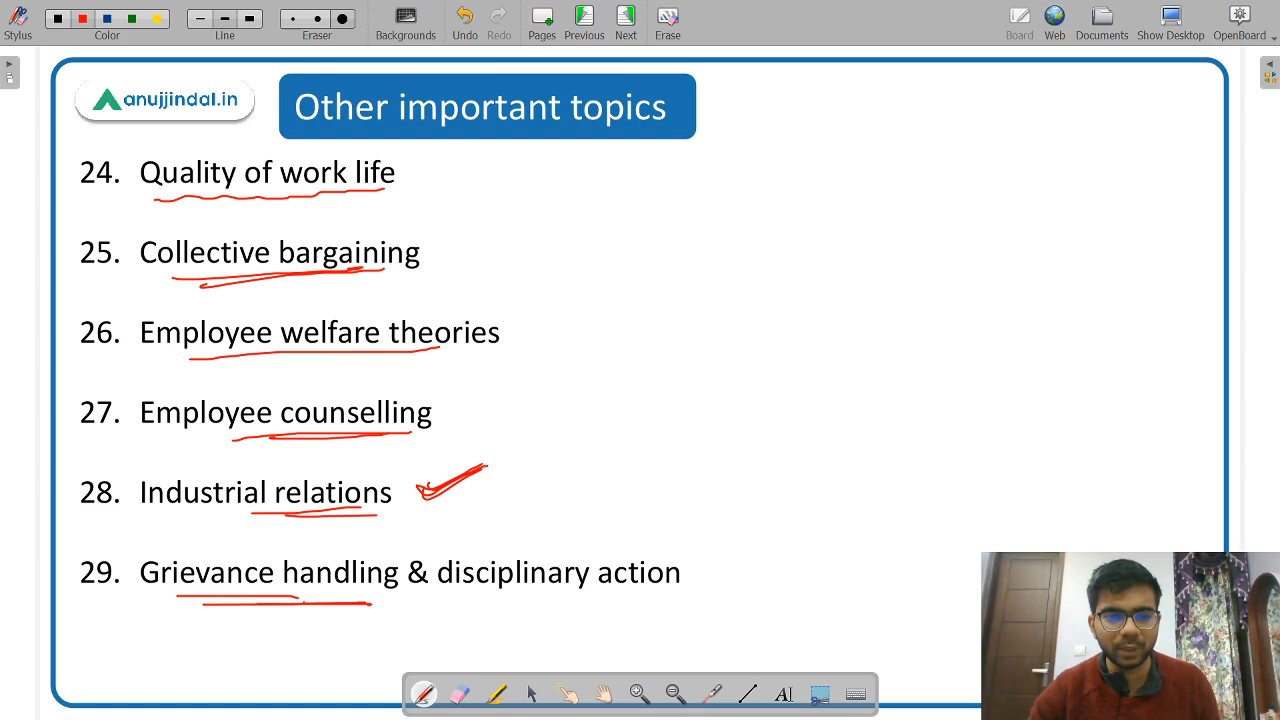 Stylus
Color
Line
Eraser
Backgrounds
Undo
Redo
Pages
Previous
Next
Erase
Board
Web
Documents
Show Desktop
OpenBoard
anujjindal.in
Other important topics
24. Quality of work life
25. Collective bargaining
26. Employee welfare theories
27. Employee counselling
28. Industrial relations
29. Grievance handling & disciplinary action